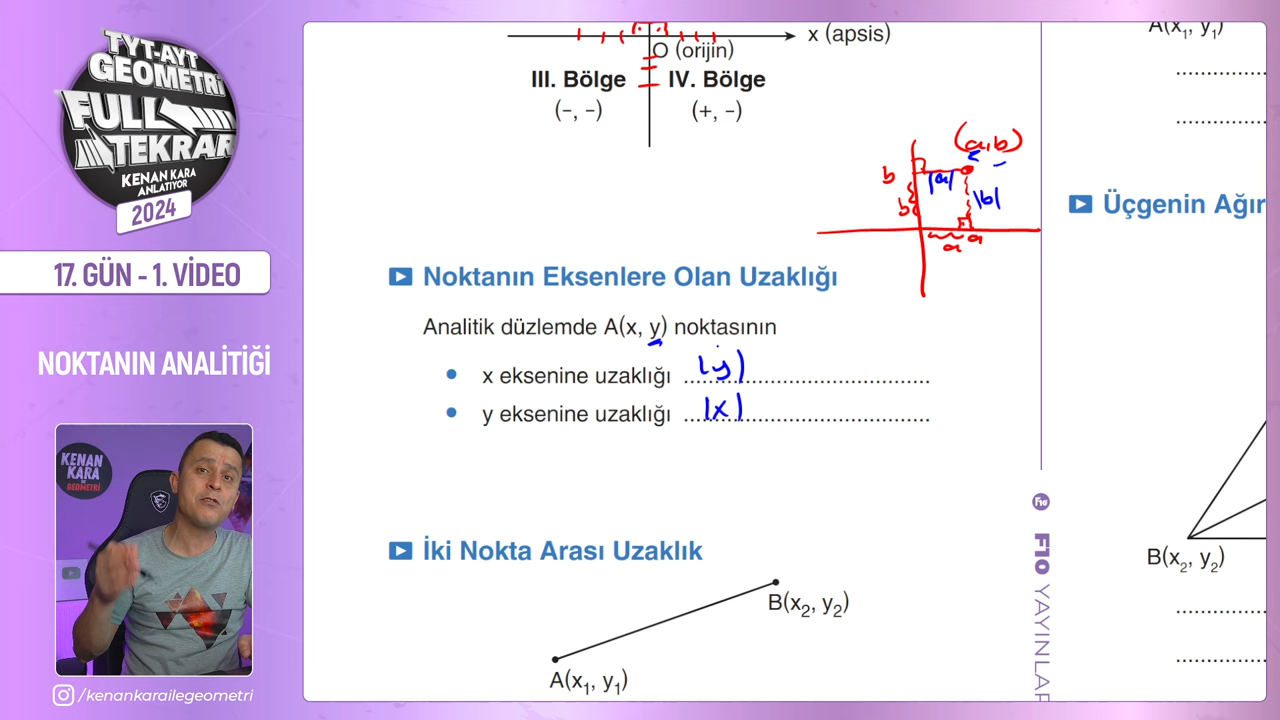 TYT-AYT
GEOMETRİ
FULL
TEKRAR
KENAN KARA
ANLATIYOR
2024
17. GÜN - 1. VİDEO
NOKTANIN ANALİTİĞİ
KENAN
KARA
İLE
GEOMETRİ
/kenankarailegeometri
x (apsis)
O (orijin)
III. Bölge
IV. Bölge
(–, –)
(+, –)
(a,b)
b
|a|
b
|b|
a
a
Noktanın Eksenlere Olan Uzaklığı
Analitik düzlemde A(x, y) noktasının
• x eksenine uzaklığı .......... |y|
• y eksenine uzaklığı .......... |x|
İki Nokta Arası Uzaklık
B(x₂, y₂)
A(x₁, y₁)
F10 YAYINLAR
A(x₁, y₁)
Üçgenin Ağır
B(x₂, y₂)